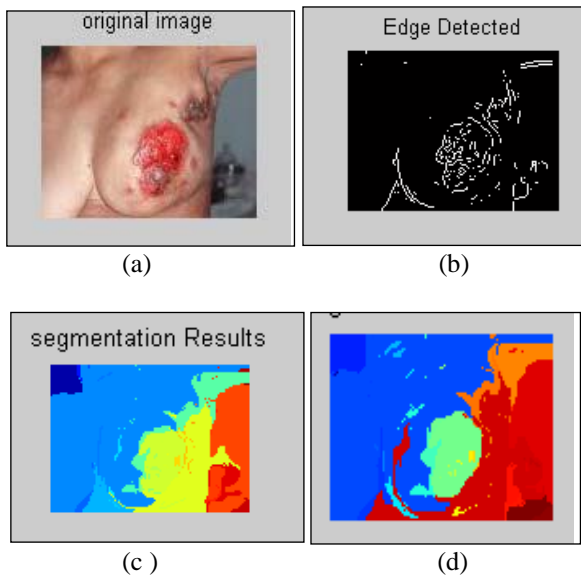 original image
Edge Detected
(a)
(b)
segmentation Results
(c )
(d)